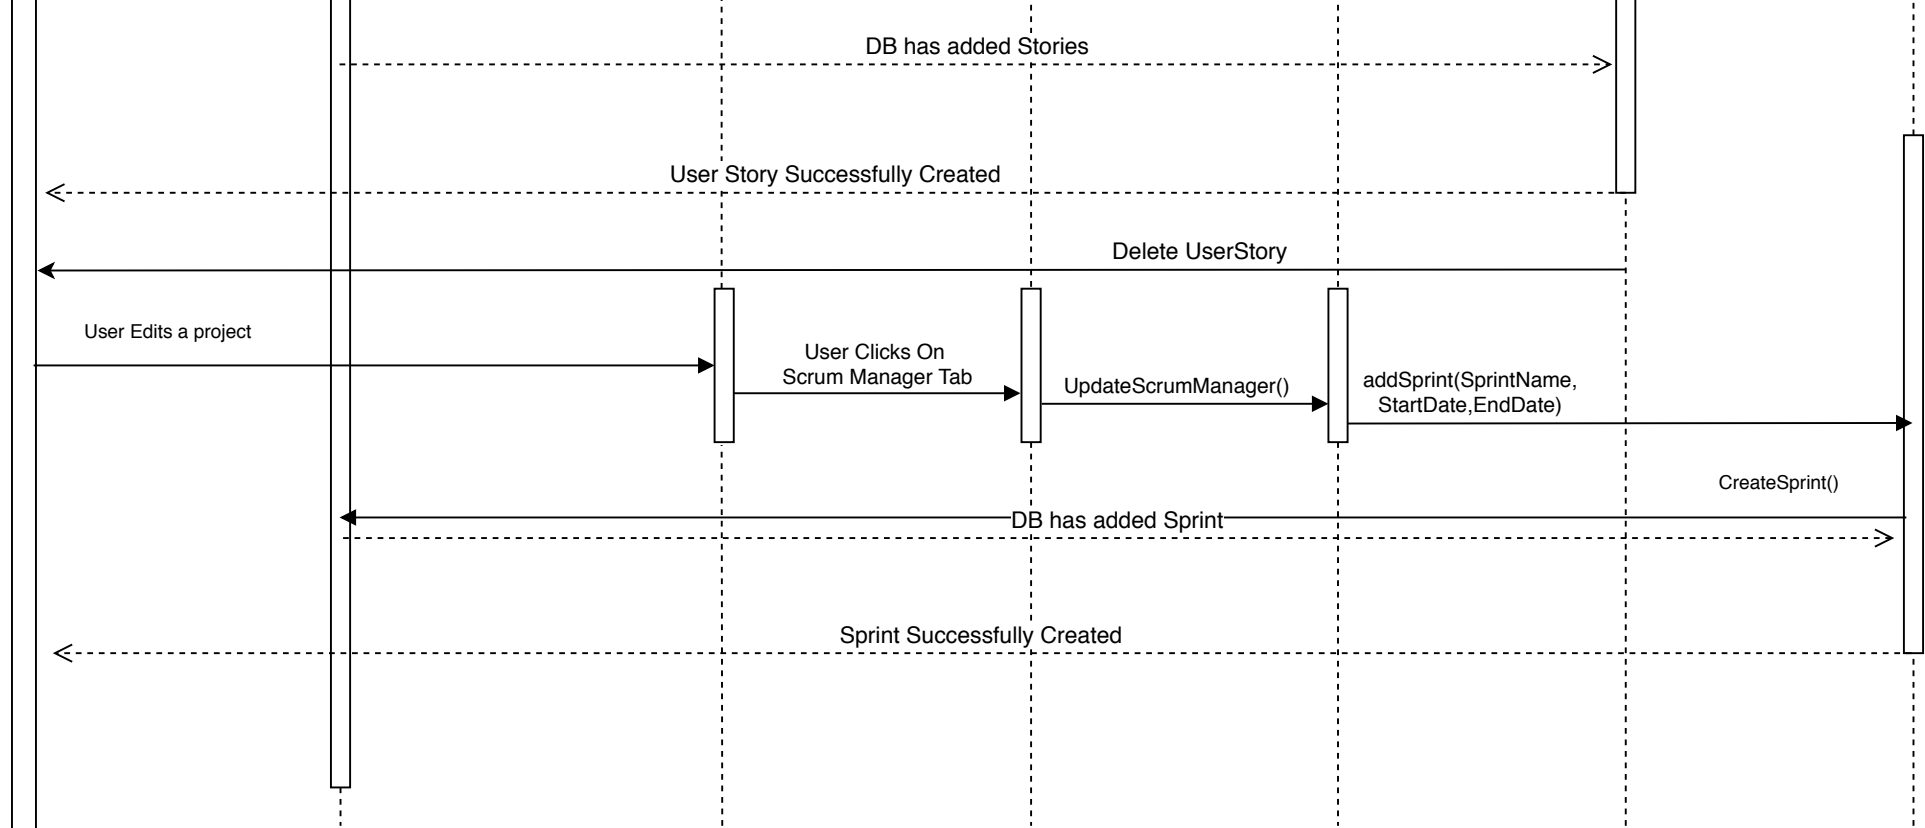 DB has added Stories
User Story Successfully Created
Delete UserStory
User Edits a project
User Clicks On
Scrum Manager Tab
UpdateScrumManager()
addSprint(SprintName,
StartDate,EndDate)
CreateSprint()
DB has added Sprint
Sprint Successfully Created